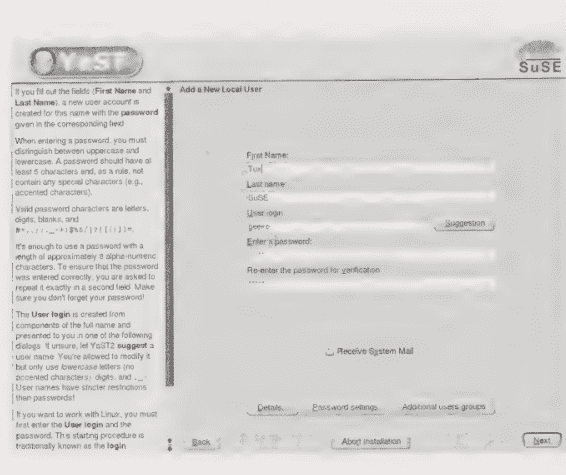 YaST
SuSE
If you fill out the fields (First Name and
Last Name), a new user account is
created for this name with the password
given in the corresponding field
When entering a password, you must
distinguish between uppercase and
lowercase. A password should have at
least 5 characters and, as a rule, not
contain any special characters (e.g.,
accented characters).
Valid password characters are letters,
digits, blanks, and
It's enough to use a password with a
length of approximately 8 alpha-numeric
characters. To ensure that the password
was entered correctly, you are asked to
repeat it exactly in a second field. Make
sure you don't forget your password!
The User login is created from
components of the full name and
presented to you in one of the following
dialogs. If unsure, let YaST2 suggest a
user name. You're allowed to modify it
but only use lowercase letters (no
accented characters), digits, and ._-
User names have stricter restrictions
than passwords!
If you want to work with Linux, you must
first enter the User login and the
password. This starting procedure is
traditionally known as the login
Add a New Local User
First Name:
Tux
Last name:
SuSE
User login
geeko
Suggestion
Enter a password:
Re-enter the password for verification
*****
Receive System Mail
Details.
Password settings.
Additional users groups
Back
Abort Installation
Next